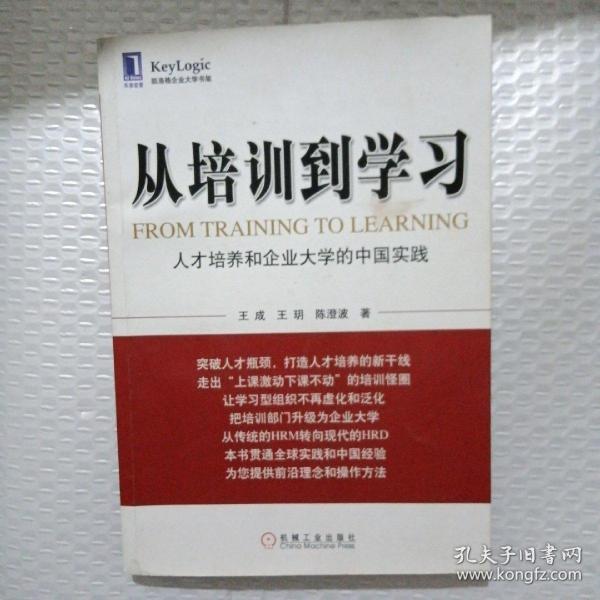 KeyLogic
凯洛格企业大学书架
华章经管
从培训到学习
FROM TRAINING TO LEARNING
人才培养和企业大学的中国实践
王 成 王 玥 陈澄波 著
突破人才瓶颈，打造人才培养的新干线
走出“上课激动下课不动”的培训怪圈
让学习型组织不再虚化和泛化
把培训部门升级为企业大学
从传统的HRM转向现代的HRD
本书贯通全球实践和中国经验
为您提供前沿理念和操作方法
机械工业出版社
China Machine Press
孔夫子旧书网
www.kongfz.com